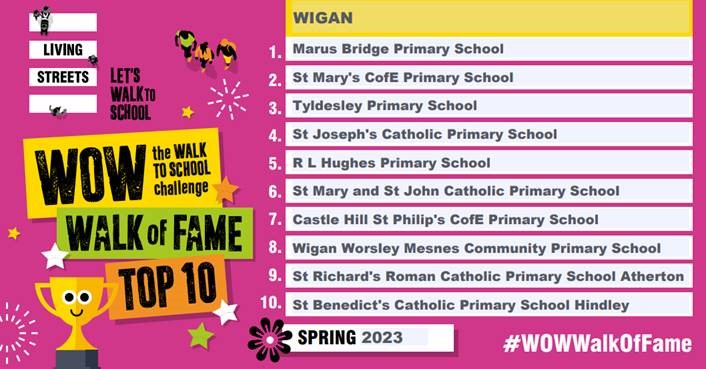 LIVING
STREETS
LET'S
WALK TO
SCHOOL
WOW
the WALK
TO SCHOOL
challenge
WALK of FAME
TOP 10
WIGAN
1. Marus Bridge Primary School
2. St Mary's CofE Primary School
3. Tyldesley Primary School
4. St Joseph's Catholic Primary School
5. R L Hughes Primary School
6. St Mary and St John Catholic Primary School
7. Castle Hill St Philip's CofE Primary School
8. Wigan Worsley Mesnes Community Primary School
9. St Richard's Roman Catholic Primary School Atherton
10. St Benedict's Catholic Primary School Hindley
SPRING 2023
#WOWWalkOfFame